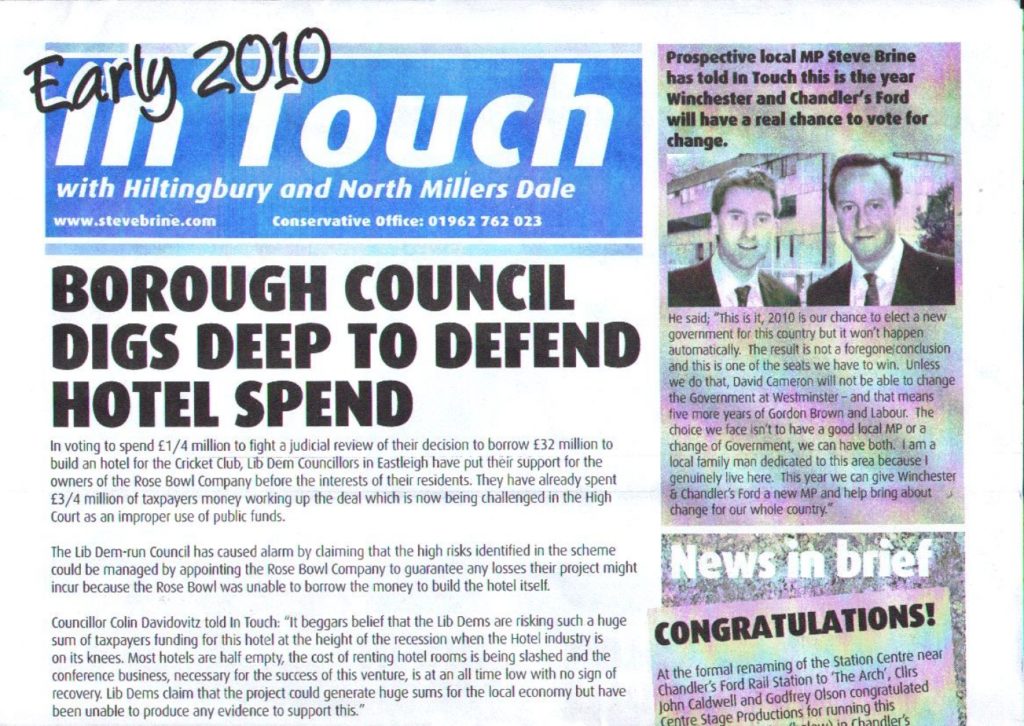 Early 2010
In Touch
with Hiltingbury and North Millers Dale
www.stevebrine.com Conservative Office: 01962 762 023
BOROUGH COUNCIL
DIGS DEEP TO DEFEND
HOTEL SPEND
In voting to spend £1/4 million to fight a judicial review of their decision to borrow £32 million to
build an hotel for the Cricket Club, Lib Dem Councillors in Eastleigh have put their support for the
owners of the Rose Bowl Company before the interests of their residents. They have already spent
£3/4 million of taxpayers money working up the deal which is now being challenged in the High
Court as an improper use of public funds.
The Lib Dem-run Council has caused alarm by claiming that the high risks identified in the scheme
could be managed by appointing the Rose Bowl Company to guarantee any losses their project might
incur because the Rose Bowl was unable to borrow the money to build the hotel itself.
Councillor Colin Davidovitz told In Touch: “It beggars belief that the Lib Dems are risking such a huge
sum of taxpayers funding for this hotel at the height of the recession when the Hotel industry is
on its knees. Most hotels are half empty, the cost of renting hotel rooms is being slashed and the
conference business, necessary for the success of this venture, is at an all time low with no sign of
recovery. Lib Dems claim that the project could generate huge sums for the local economy but have
been unable to produce any evidence to support this.”
Prospective local MP Steve Brine
has told In Touch this is the year
Winchester and Chandler's Ford
will have a real chance to vote for
change.
He said; “This is it, 2010 is our chance to elect a new
government for this country but it won't happen
automatically. The result is not a foregone conclusion
and this is one of the seats we have to win. Unless
we do that, David Cameron will not be able to change
the Government at Westminster – and that means
five more years of Gordon Brown and Labour. The
choice we face isn't to have a good local MP or a
change of Government, we can have both. I am a
local family man dedicated to this area because I
genuinely live here. This year we can give Winchester
& Chandler's Ford a new MP and help bring about
change for our whole country.”
News in brief
CONGRATULATIONS!
At the formal renaming of the Station Centre near
Chandler's Ford Rail Station to 'The Arch', Cllrs
John Caldwell and Godfrey Olson congratulated
Centre Stage Productions for running this
in Chandler's